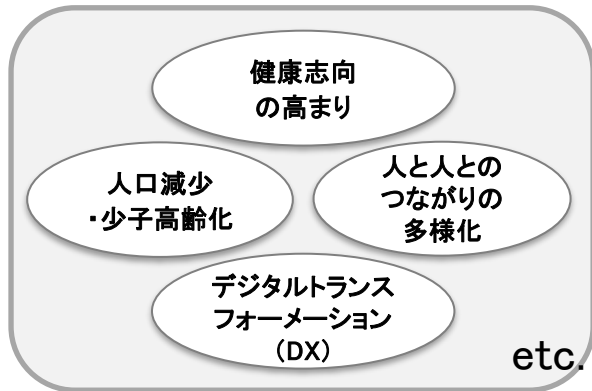 健康志向
の高まり
人口減少
・少子高齢化
人と人との
つながりの
多様化
デジタルトランス
フォーメーション
（DX）
etc.